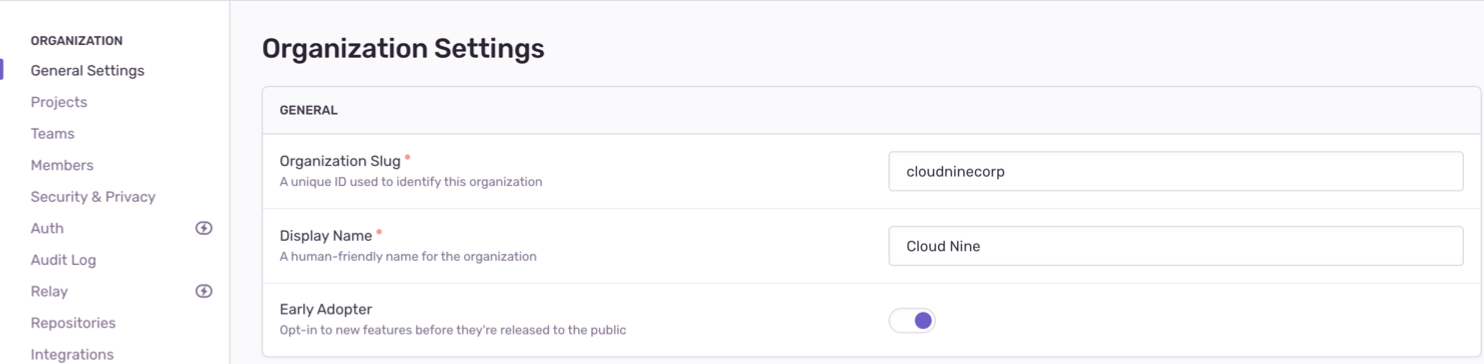 ORGANIZATION
General Settings
Projects
Teams
Members
Security & Privacy
Auth
Audit Log
Relay
Repositories
Integrations
Organization Settings
GENERAL
Organization Slug *
A unique ID used to identify this organization
cloudninecorp
Display Name *
A human-friendly name for the organization
Cloud Nine
Early Adopter
Opt-in to new features before they're released to the public